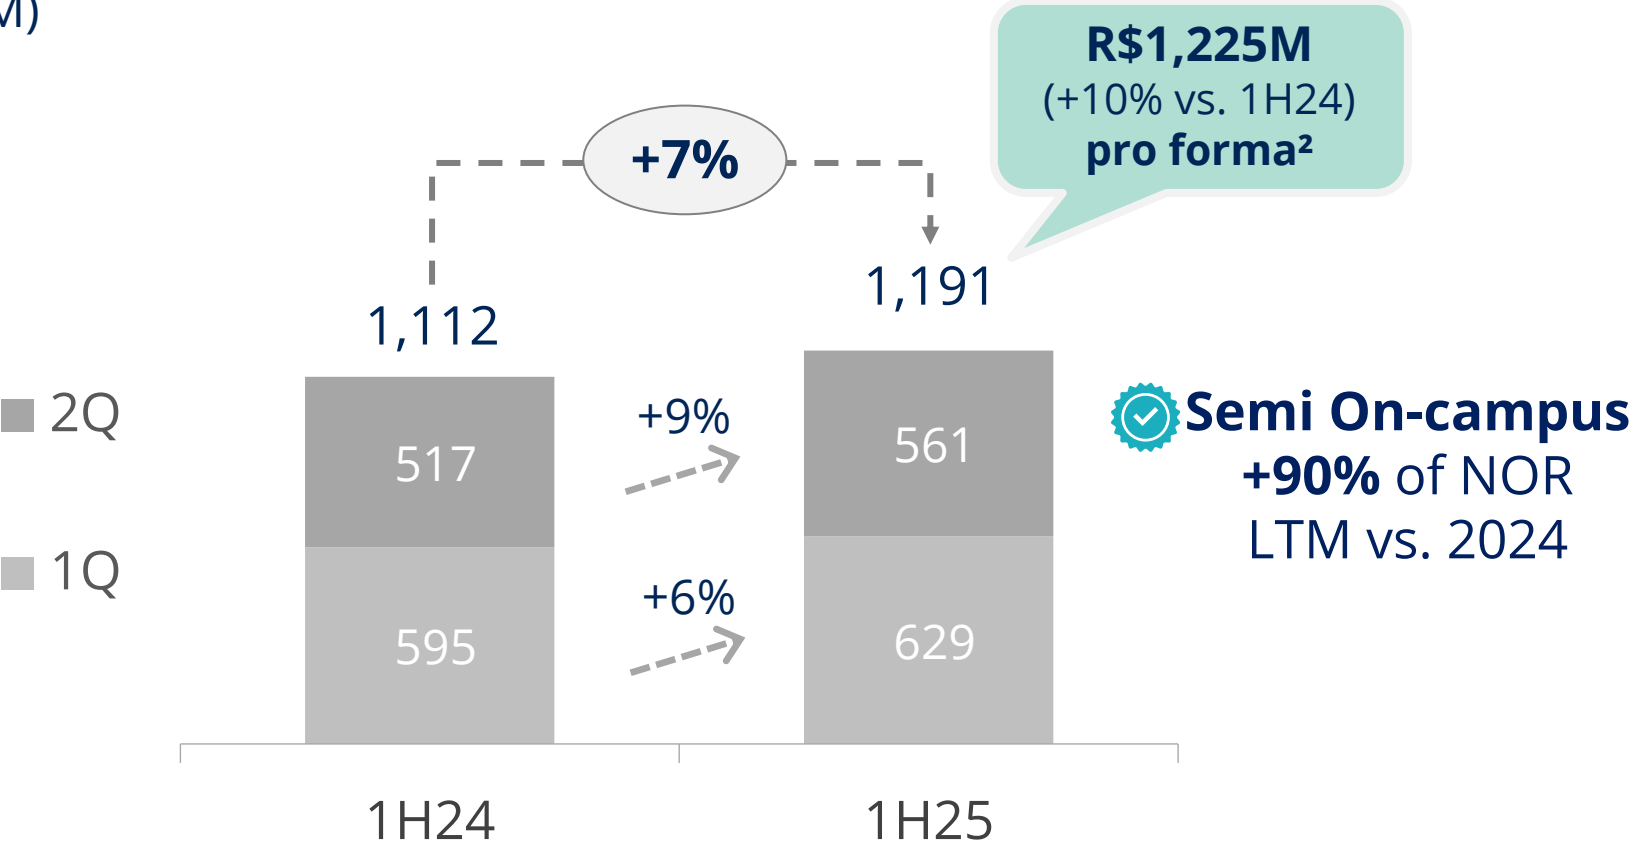 M)
R$1,225M
(+10% vs. 1H24)
pro forma²
+7%
1,112
1,191
2Q
1Q
517
595
+9%
+6%
561
629
Semi On-campus
+90% of NOR
LTM vs. 2024
1H24
1H25